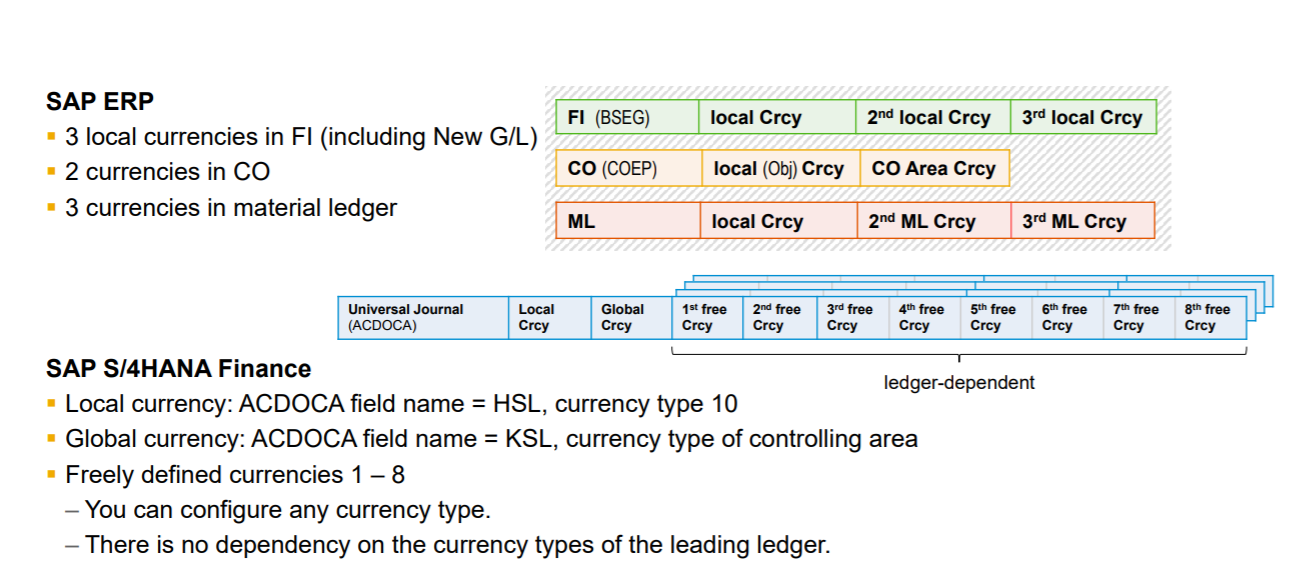 SAP ERP
▪ 3 local currencies in FI (including New G/L)
▪ 2 currencies in CO
▪ 3 currencies in material ledger
FI (BSEG) local Crcy 2nd local Crcy 3rd local Crcy
CO (COEP) local (Obj) Crcy CO Area Crcy
ML local Crcy 2nd ML Crcy 3rd ML Crcy
Universal Journal Local Global 1st free 2nd free 3rd free 4th free 5th free 6th free 7th free 8th free
(ACDOCA) Crcy Crcy Crcy Crcy Crcy Crcy Crcy Crcy Crcy Crcy
ledger-dependent
SAP S/4HANA Finance
▪ Local currency: ACDOCA field name = HSL, currency type 10
▪ Global currency: ACDOCA field name = KSL, currency type of controlling area
▪ Freely defined currencies 1 – 8
– You can configure any currency type.
– There is no dependency on the currency types of the leading ledger.